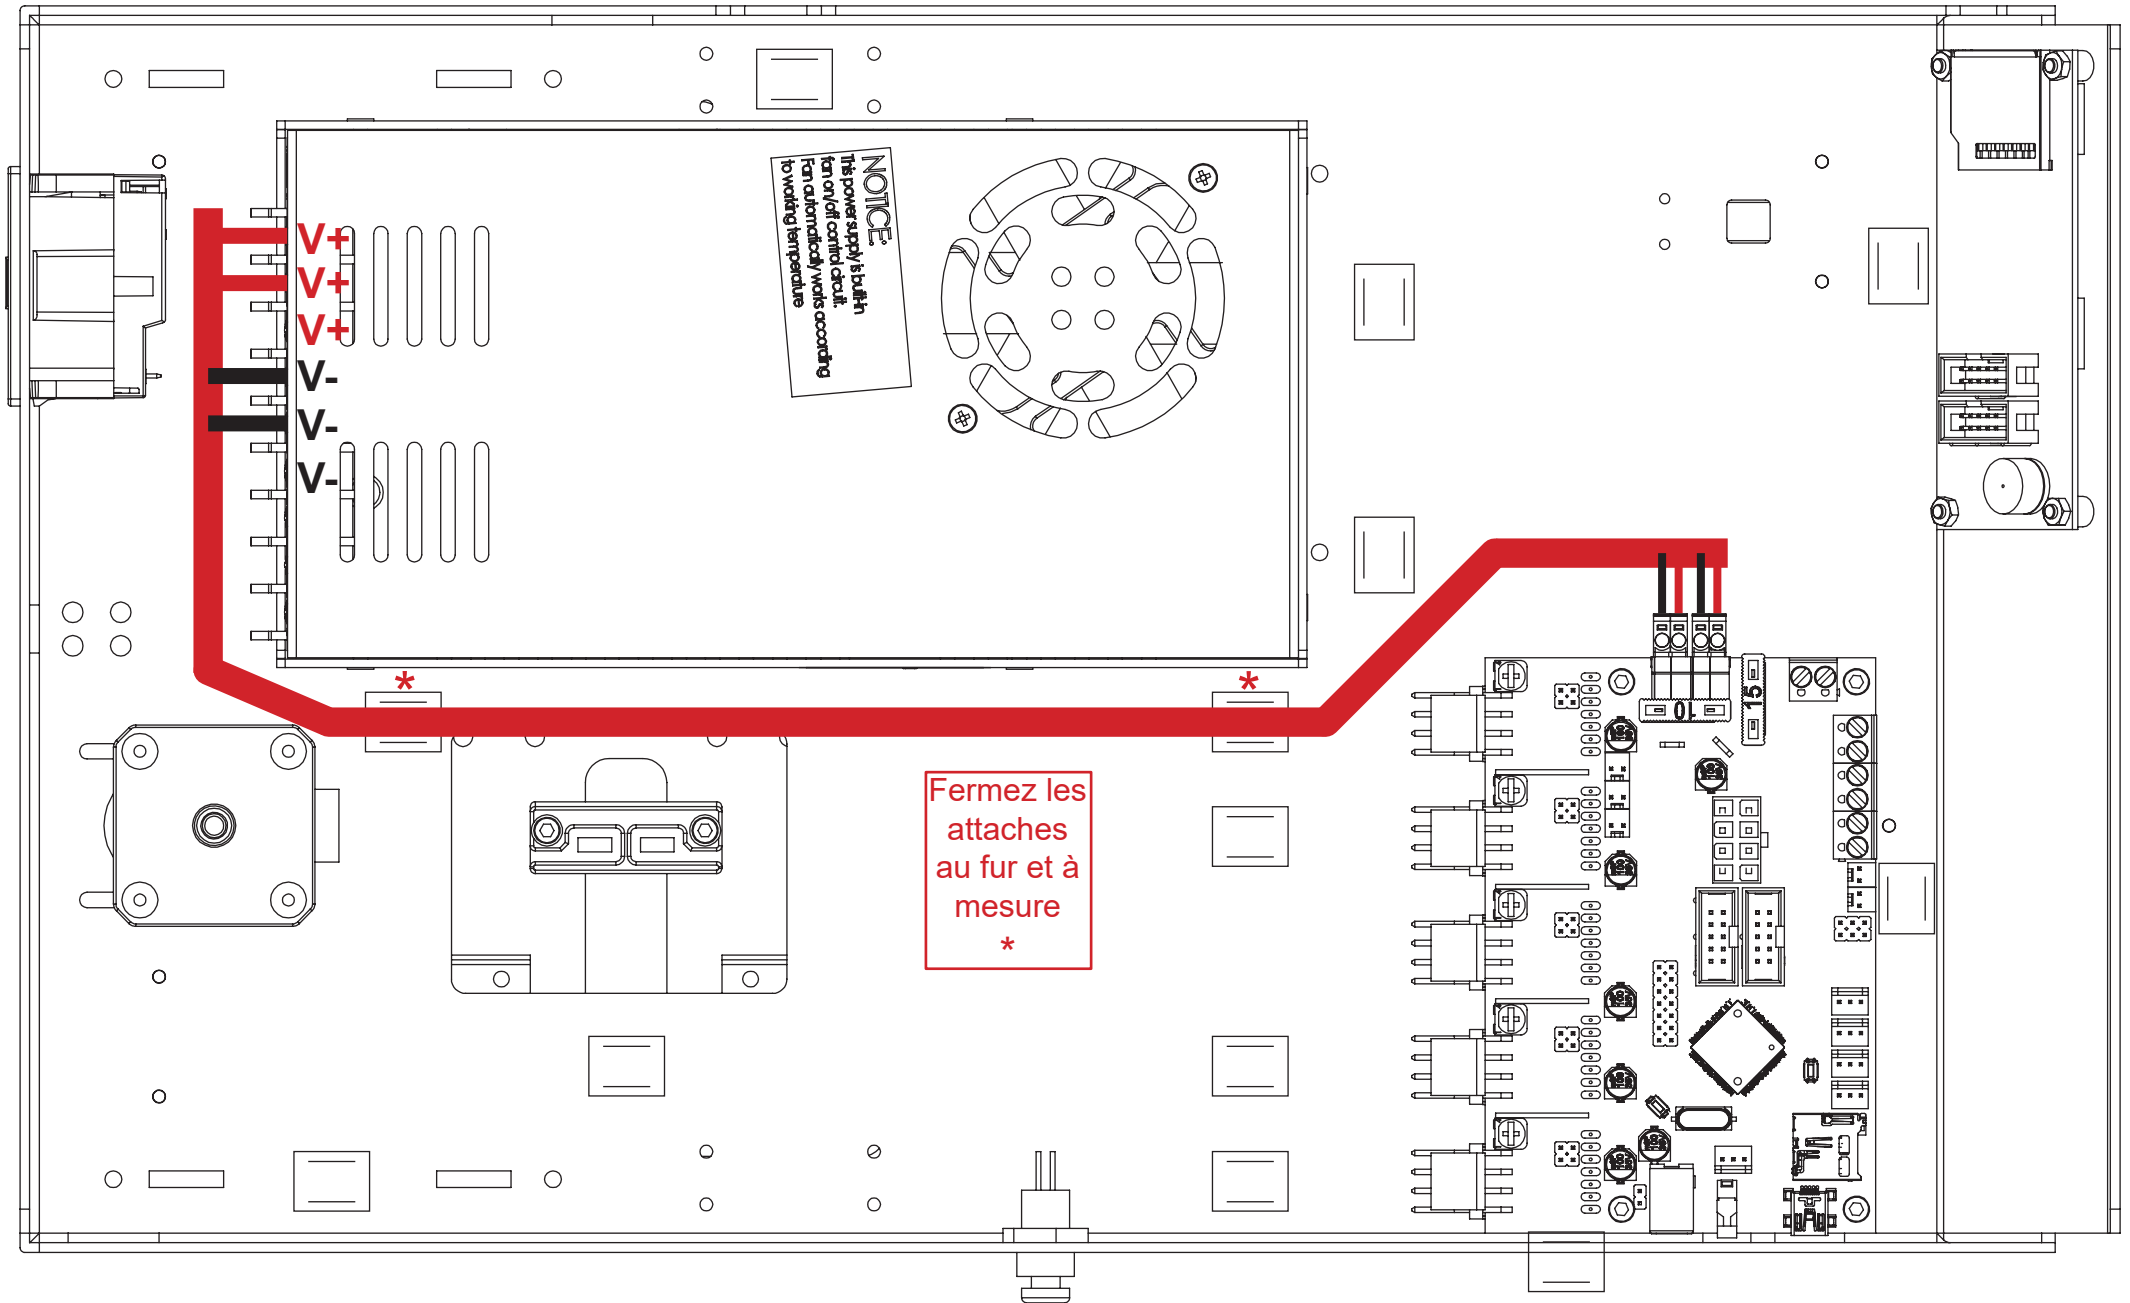 NOTICE:
This power supply is built-in
fan on/off control circuit.
Fan automatically works according
to working temperature
V+
V+
V+
V-
V-
V-
*
*
10
15
Fermez les
attaches
au fur et à
mesure
*